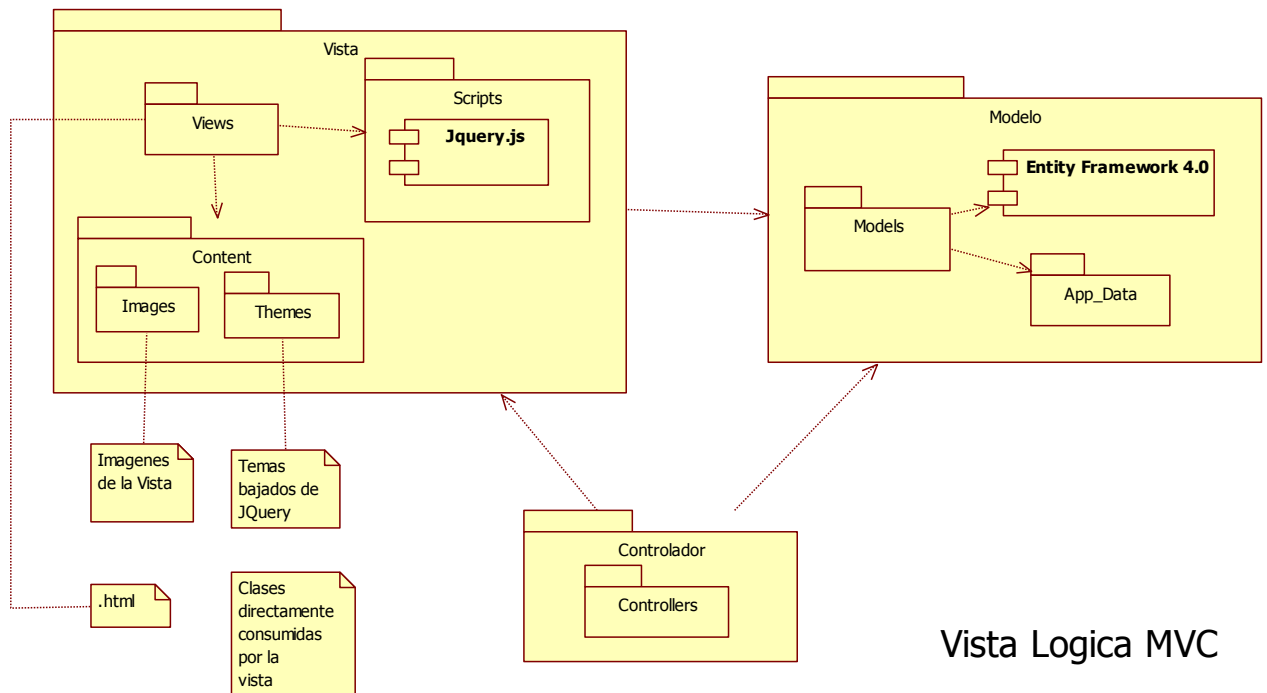 Vista
Scripts
Views
Jquery.js
Content
Images
Themes
Modelo
Entity Framework 4.0
Models
App_Data
Imagenes
de la Vista
Temas
bajados de
JQuery
.html
Clases
directamente
consumidas
por la
vista
Controlador
Controllers
Vista Logica MVC